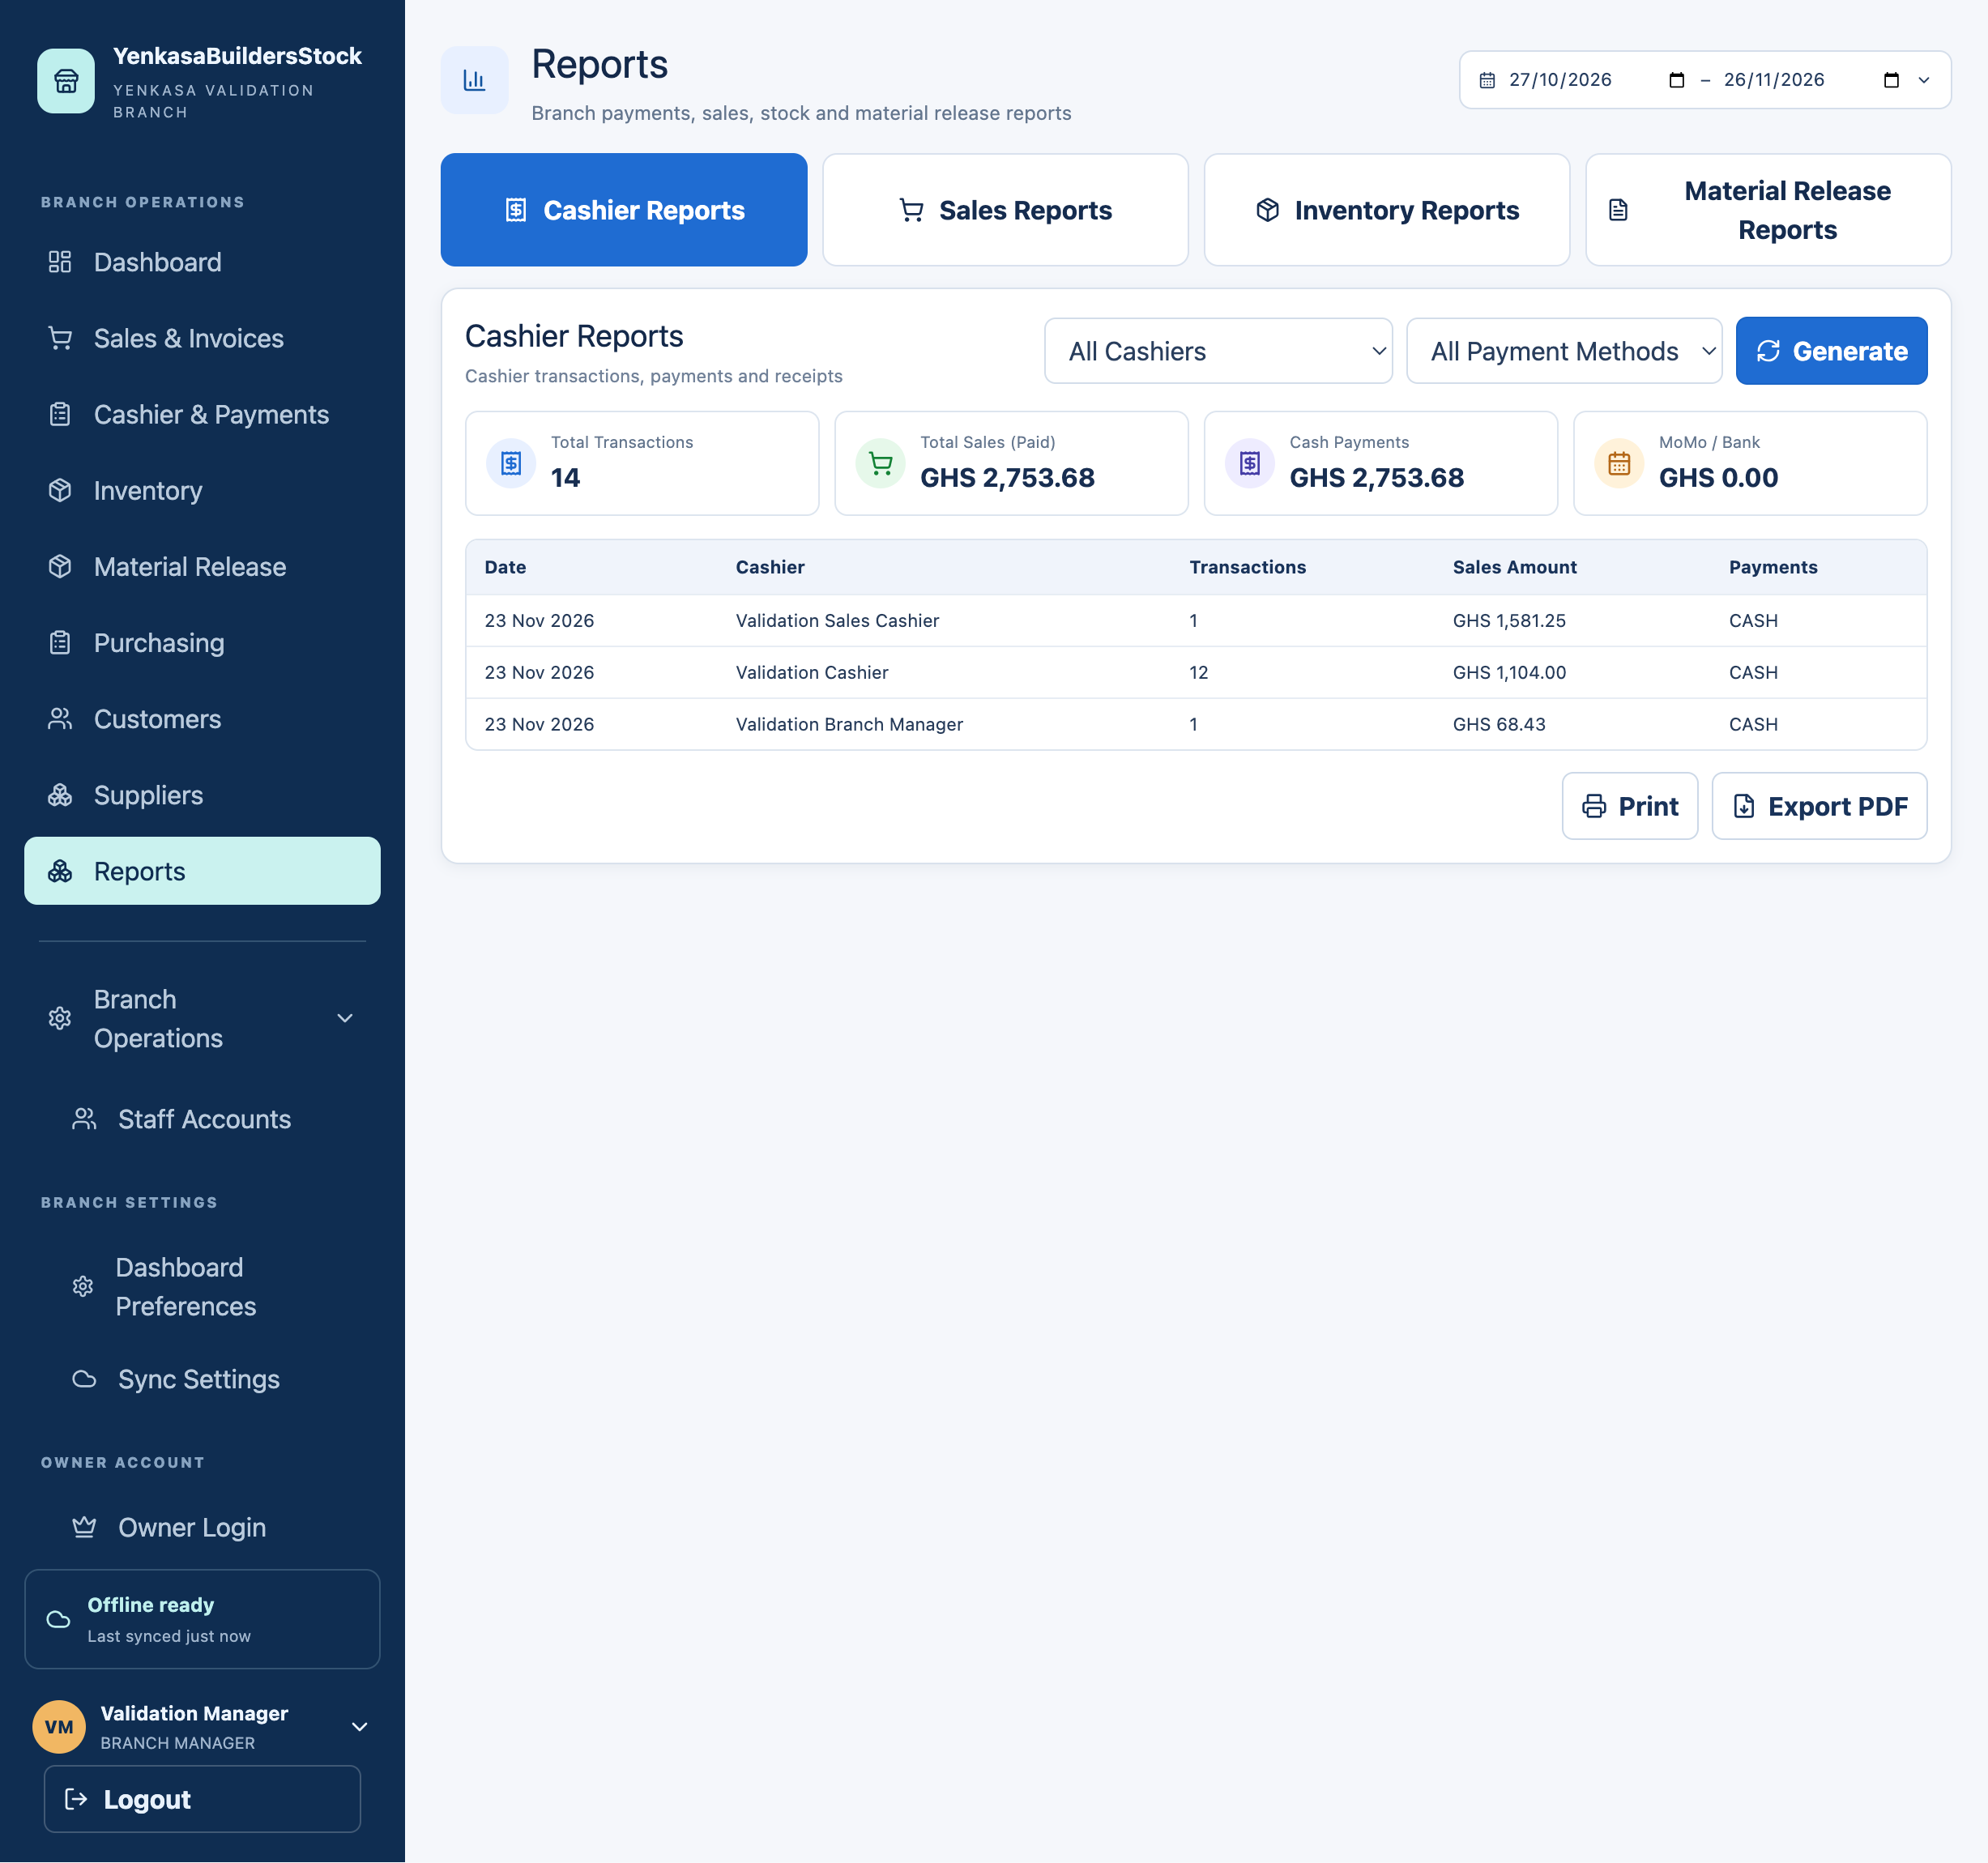 YenkasaBuildersStock
YENKASA VALIDATION
BRANCH
BRANCH OPERATIONS
Dashboard
Sales & Invoices
Cashier & Payments
Inventory
Material Release
Purchasing
Customers
Suppliers
Reports
Branch
Operations
Staff Accounts
BRANCH SETTINGS
Dashboard
Preferences
Sync Settings
OWNER ACCOUNT
Owner Login
Offline ready
Last synced just now
VM
Validation Manager
BRANCH MANAGER
Logout
Reports
Branch payments, sales, stock and material release reports
27/10/2026 – 26/11/2026
Cashier Reports
Sales Reports
Inventory Reports
Material Release
Reports
Cashier Reports
Cashier transactions, payments and receipts
All Cashiers
All Payment Methods
Generate
Total Transactions
14
Total Sales (Paid)
GHS 2,753.68
Cash Payments
GHS 2,753.68
MoMo / Bank
GHS 0.00
Date Cashier Transactions Sales Amount Payments
23 Nov 2026 Validation Sales Cashier 1 GHS 1,581.25 CASH
23 Nov 2026 Validation Cashier 12 GHS 1,104.00 CASH
23 Nov 2026 Validation Branch Manager 1 GHS 68.43 CASH
Print
Export PDF